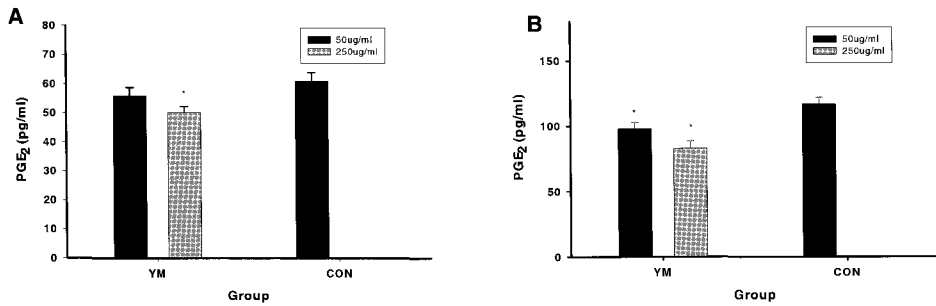 A
80
70
60
50
40
30
20
10
0
PGE2 (pg/ml)
50ug/ml
250ug/ml
*
YM
CON
Group
B
150
100
50
0
PGE2 (pg/ml)
50ug/ml
250ug/ml
*
*
YM
CON
Group